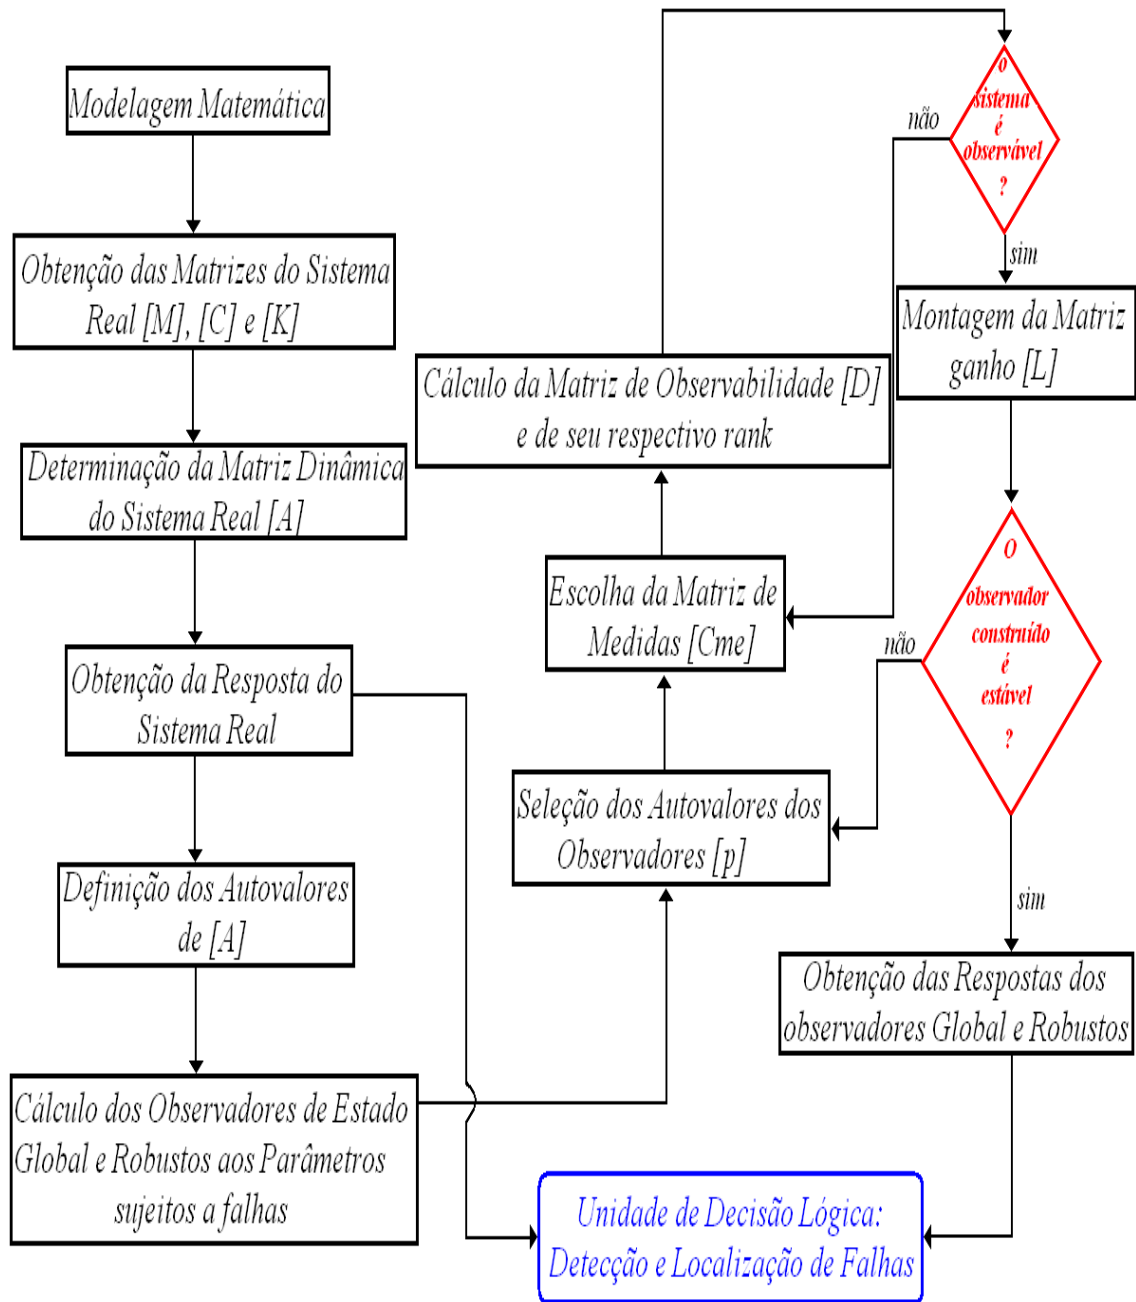 Modelagem Matemática
Obtenção das Matrizes do Sistema
Real [M], [C] e [K]
Determinação da Matriz Dinâmica
do Sistema Real [A]
Obtenção da Resposta do
Sistema Real
Definição dos Autovalores
de [A]
Cálculo dos Observadores de Estado
Global e Robustos aos Parâmetros
sujeitos a falhas
Seleção dos Autovalores dos
Observadores [p]
Escolha da Matriz de
Medidas [Cme]
Cálculo da Matriz de Observabilidade [D]
e de seu respectivo rank
o
sistema
é
observável
?
não
sim
Montagem da Matriz
ganho [L]
O
observador
construído
é
estável
?
não
sim
Obtenção das Respostas dos
observadores Global e Robustos
Unidade de Decisão Lógica:
Detecção e Localização de Falhas